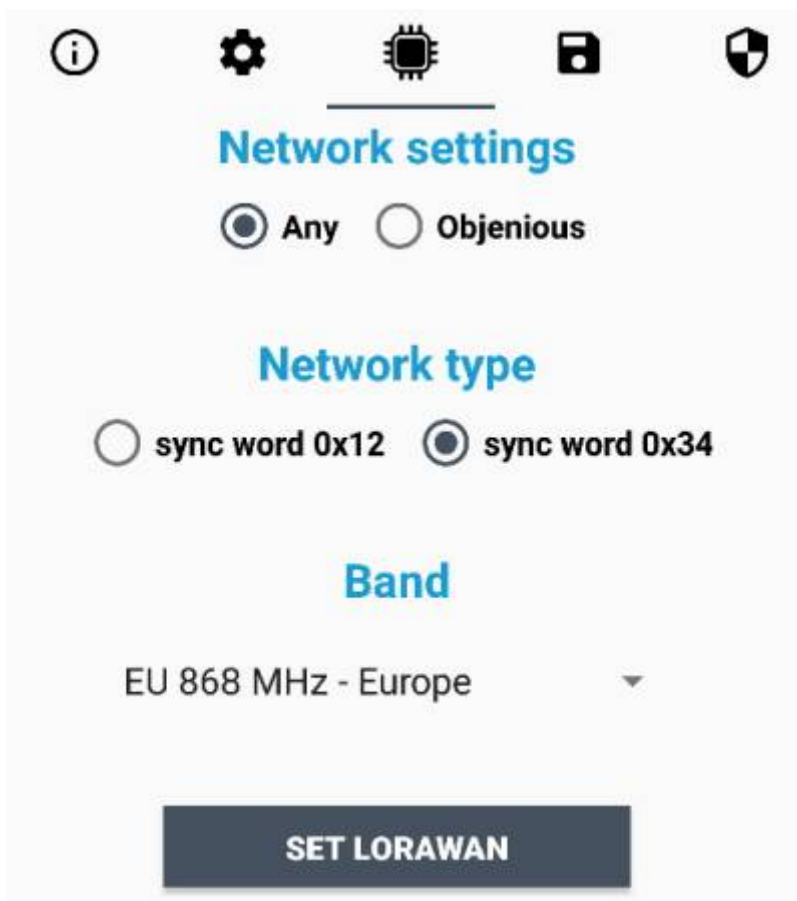 Network settings
Any Objenious
Network type
sync word 0x12 sync word 0x34
Band
EU 868 MHz - Europe
SET LORAWAN